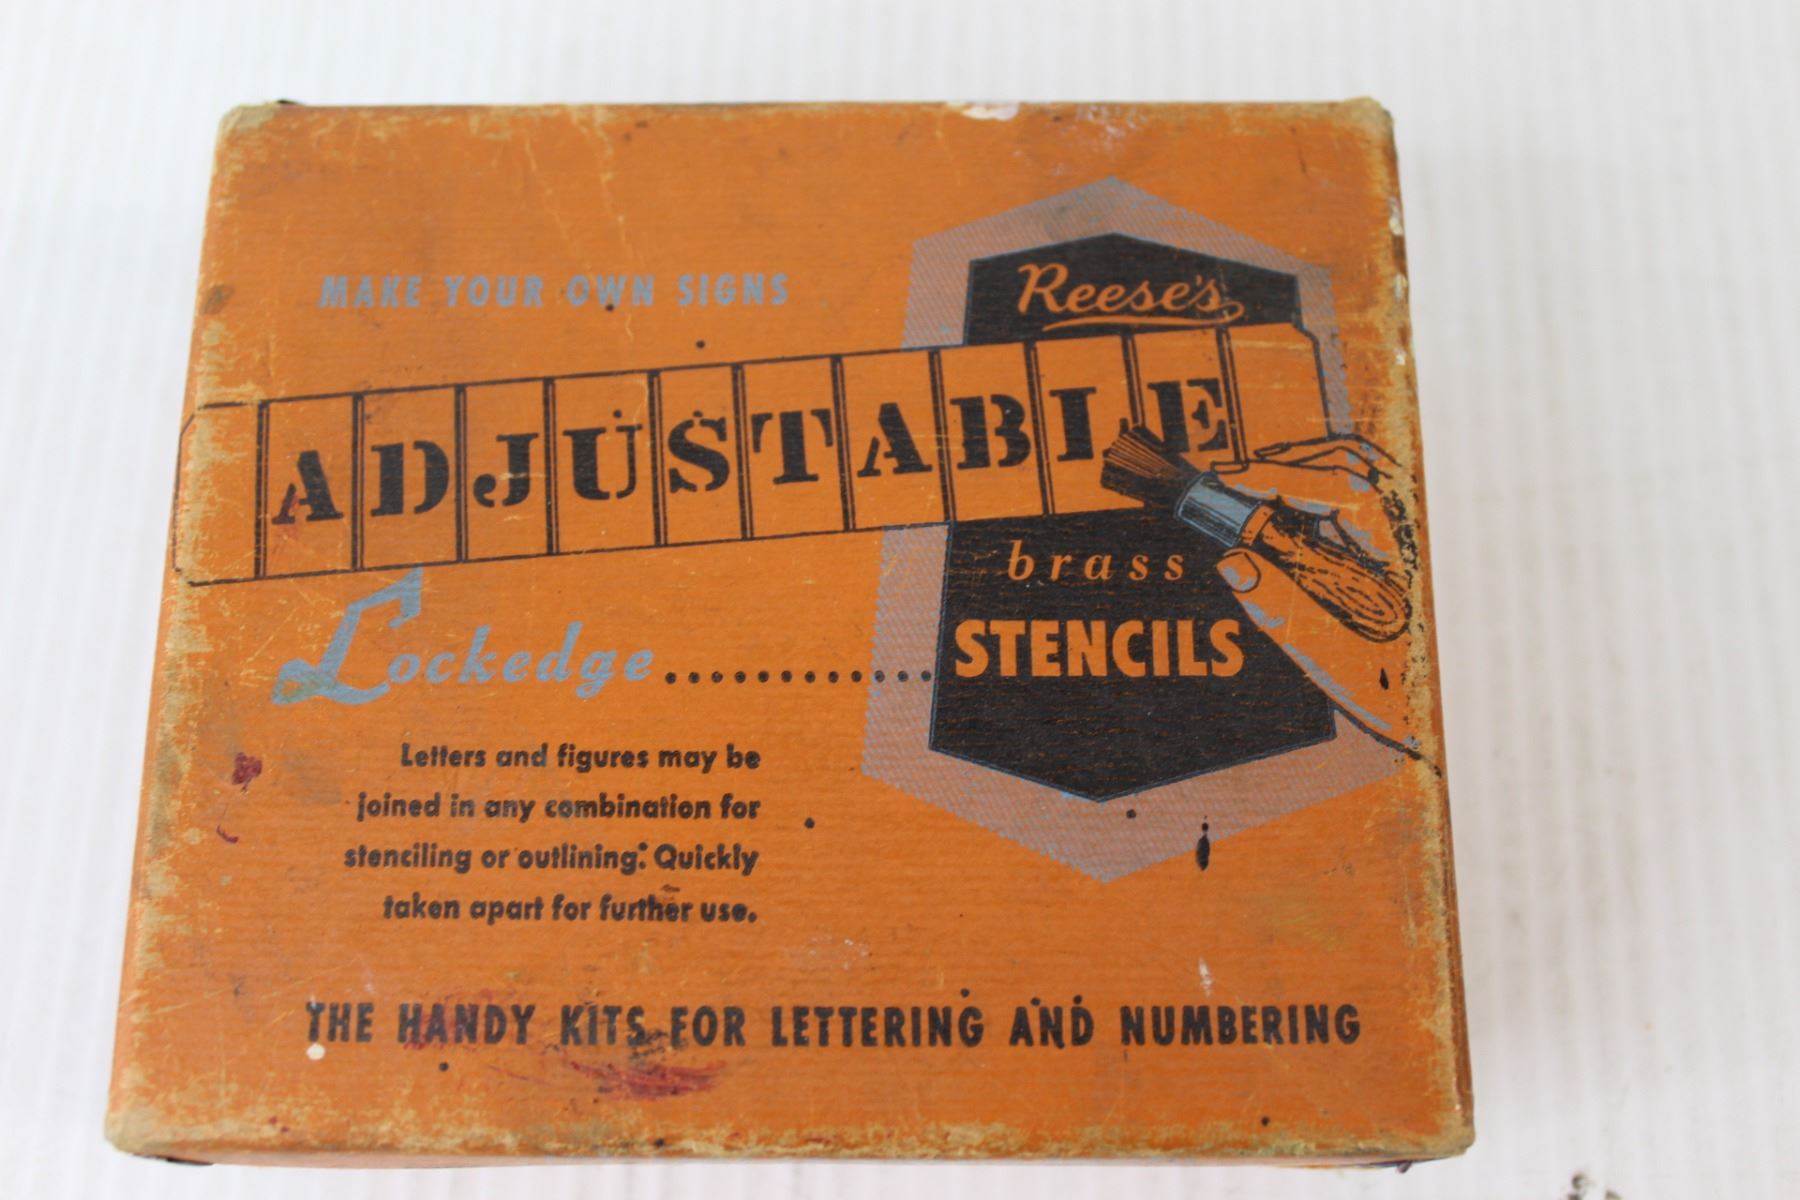 MAKE YOUR OWN SIGNS
Reese's
ADJUSTABLE
brass
Lockedge............STENCILS
Letters and figures may be
joined in any combination for
stenciling or outlining. Quickly
taken apart for further use.
THE HANDY KITS FOR LETTERING AND NUMBERING